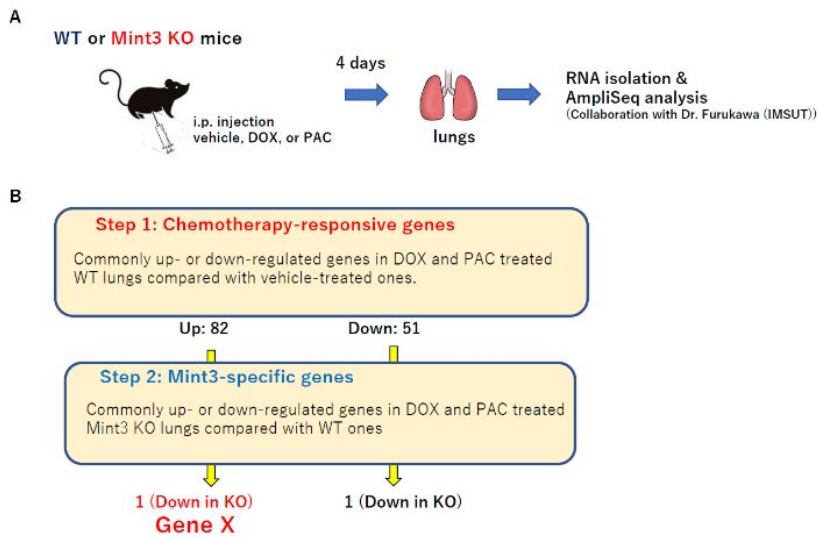 A
WT or Mint3 KO mice
i.p. injection
vehicle, DOX, or PAC
4 days
lungs
RNA isolation &
AmpliSeq analysis
(Collaboration with Dr. Furukawa (IMSUT))
B
Step 1: Chemotherapy-responsive genes
Commonly up- or down-regulated genes in DOX and PAC treated
WT lungs compared with vehicle-treated ones.
Up: 82
Down: 51
Step 2: Mint3-specific genes
Commonly up- or down-regulated genes in DOX and PAC treated
Mint3 KO lungs compared with WT ones
1 (Down in KO)
Gene X
1 (Down in KO)